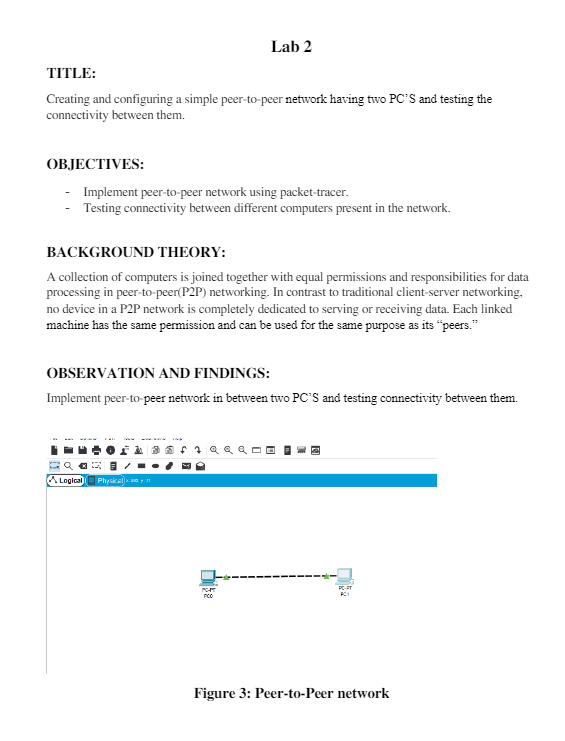 Lab 2
TITLE:
Creating and configuring a simple peer-to-peer network having two PC’S and testing the
connectivity between them.
OBJECTIVES:
- Implement peer-to-peer network using packet-tracer.
- Testing connectivity between different computers present in the network.
BACKGROUND THEORY:
A collection of computers is joined together with equal permissions and responsibilities for data
processing in peer-to-peer(P2P) networking. In contrast to traditional client-server networking,
no device in a P2P network is completely dedicated to serving or receiving data. Each linked
machine has the same permission and can be used for the same purpose as its “peers.”
OBSERVATION AND FINDINGS:
Implement peer-to-peer network in between two PC’S and testing connectivity between them.
Logical Physical
PC-PT PC-PT
PC0 PC1
Figure 3: Peer-to-Peer network